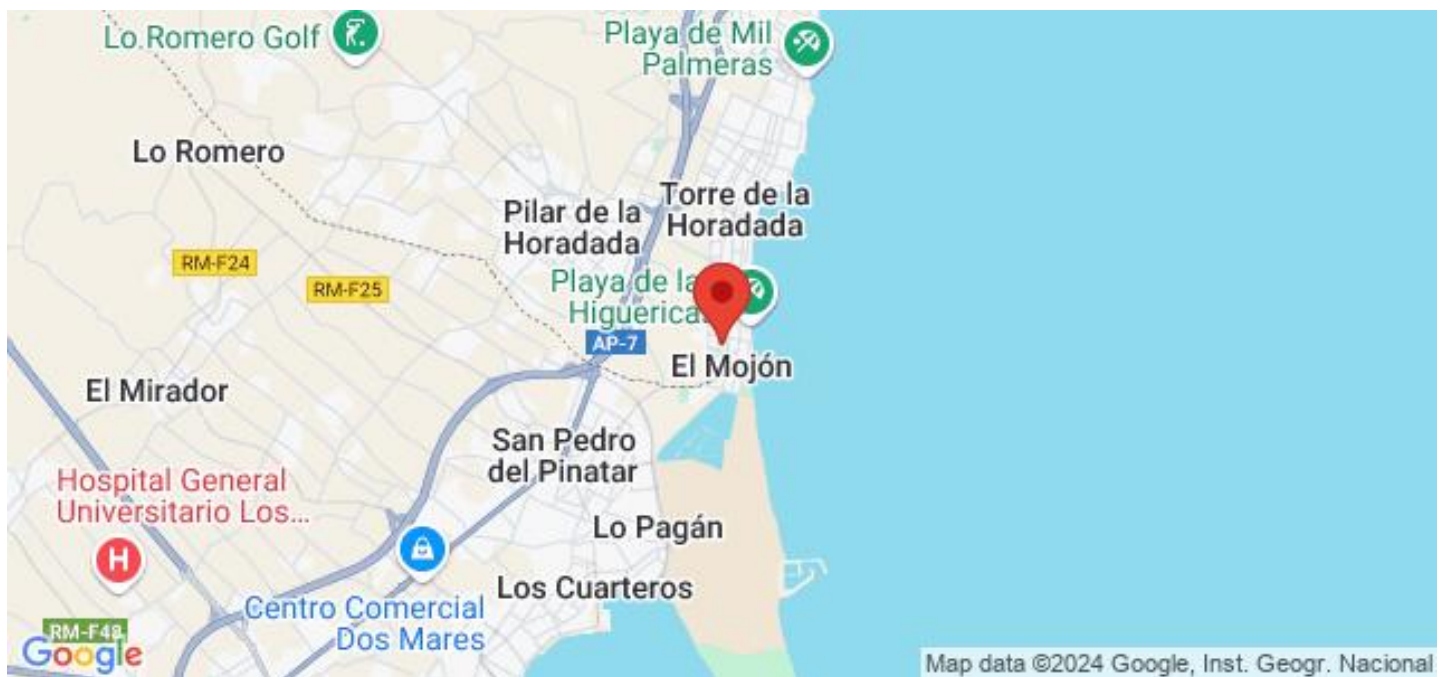 Lo Romero Golf
Playa de Mil
Palmeras
Lo Romero
Torre de la
Horadada
Pilar de la
Horadada
RM-F24
RM-F25
Playa de la
Higuerica
AP-7
El Mojón
El Mirador
San Pedro
del Pinatar
Hospital General
Universitario Los...
Lo Pagán
H
Los Cuarteros
Centro Comercial
Dos Mares
RM-F48
Google
Map data ©2024 Google, Inst. Geogr. Nacional